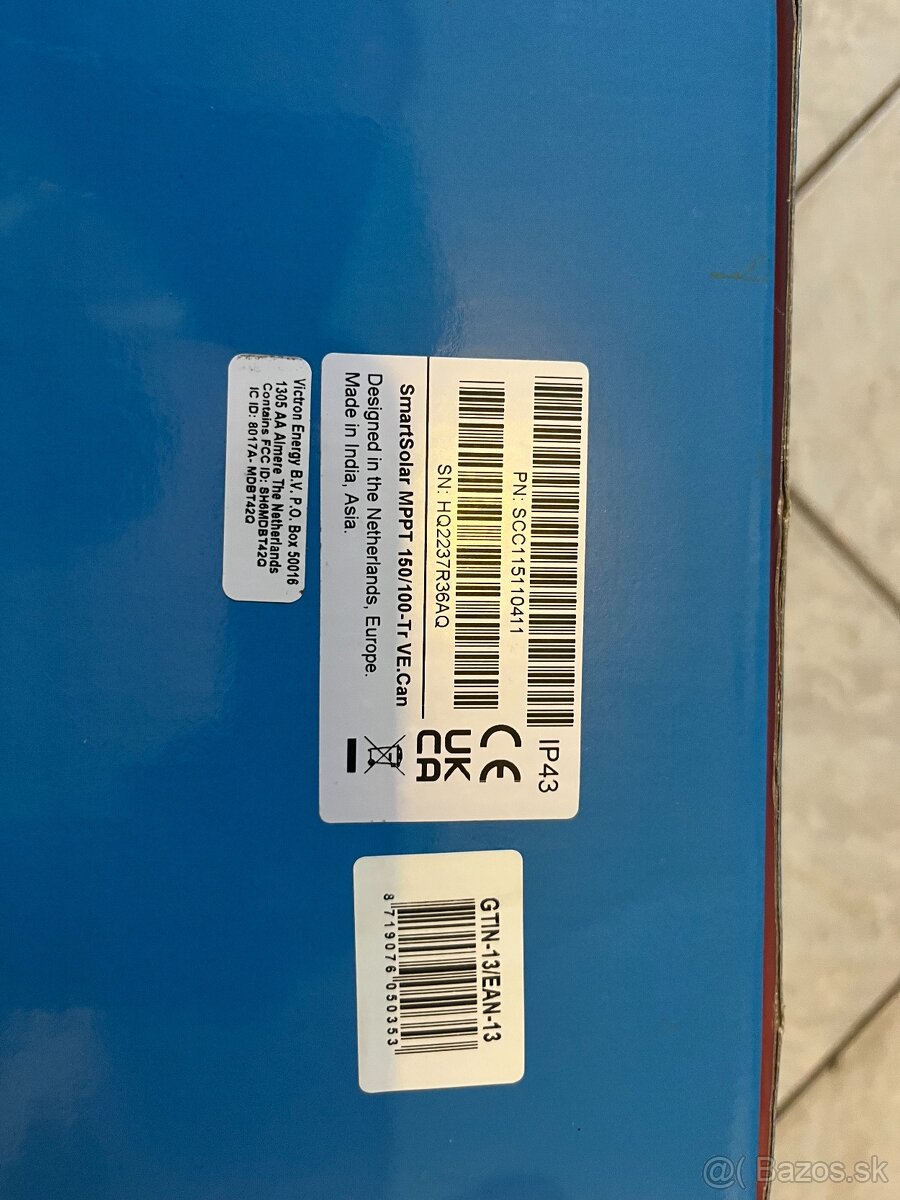 PN: SCC115110411
IP43
SN: HQ2237R36AQ
CE
UK
CA
SmartSolar MPPT 150/100-Tr VE.Can
Designed in the Netherlands, Europe.
Made in India, Asia.
Victron Energy B.V. P.O. Box 50016
1305 AA Almere The Netherlands
Contains FCC ID: SH6MDBT42Q
IC ID: 8017A- MDBT42Q
GTIN-13/EAN-13
8 719076 050353
@( Bazos.sk